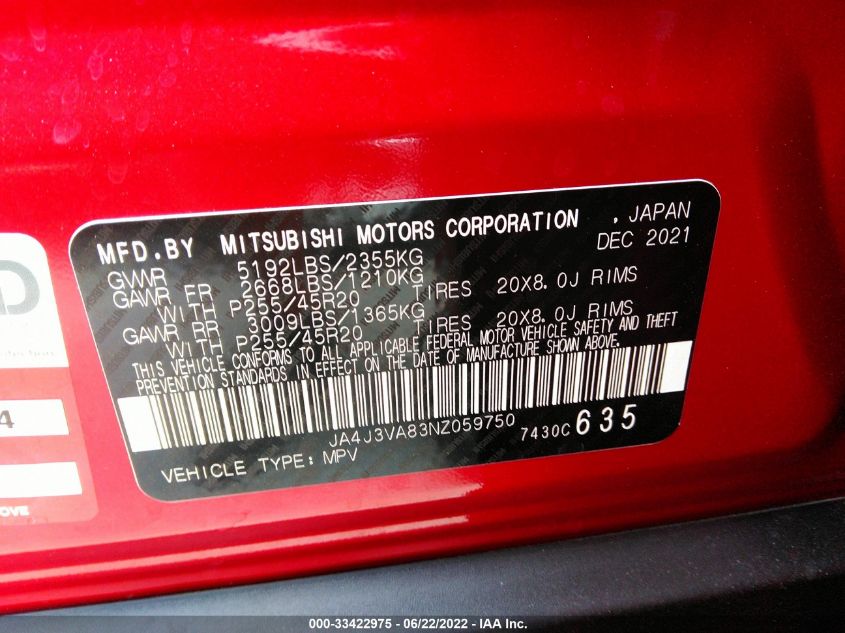 MFD.BY MITSUBISHI MOTORS CORPORATION , JAPAN
DEC 2021
GVWR 5192LBS/2355KG
GAWR FR 2668LBS/1210KG
WITH P255/45R20 TIRES 20X8.0J RIMS
GAWR RR 3009LBS/1365KG
WITH P255/45R20 TIRES 20X8.0J RIMS
THIS VEHICLE CONFORMS TO ALL APPLICABLE FEDERAL MOTOR VEHICLE SAFETY AND THEFT
PREVENTION STANDARDS IN EFFECT ON THE DATE OF MANUFACTURE SHOWN ABOVE.
JA4J3VA83NZ059750 7430C 635
VEHICLE TYPE: MPV
D
4
OVE
000-33422975 - 06/22/2022 - IAA Inc.